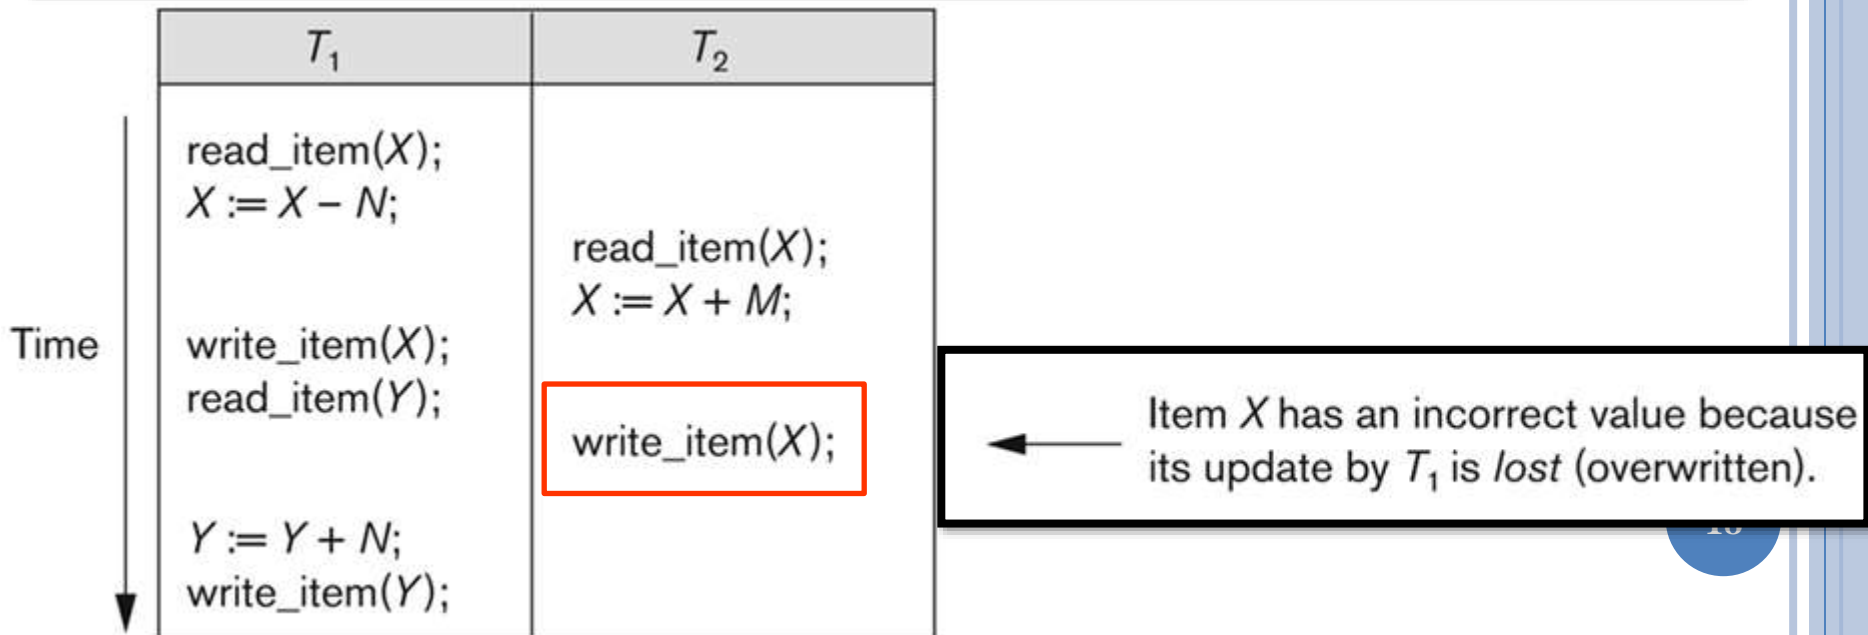 T₁ T₂
read_item(X);
X := X – N;
read_item(X);
X := X + M;
Time
write_item(X);
read_item(Y);
write_item(X);
Item X has an incorrect value because
its update by T₁ is lost (overwritten).
Y := Y + N;
write_item(Y);